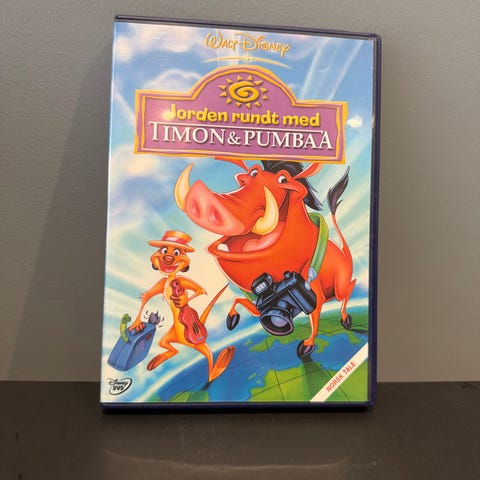 WALT DISNEY
Jorden rundt med
TIMON & PUMBAA
Disney
DVD
NORSK TALE